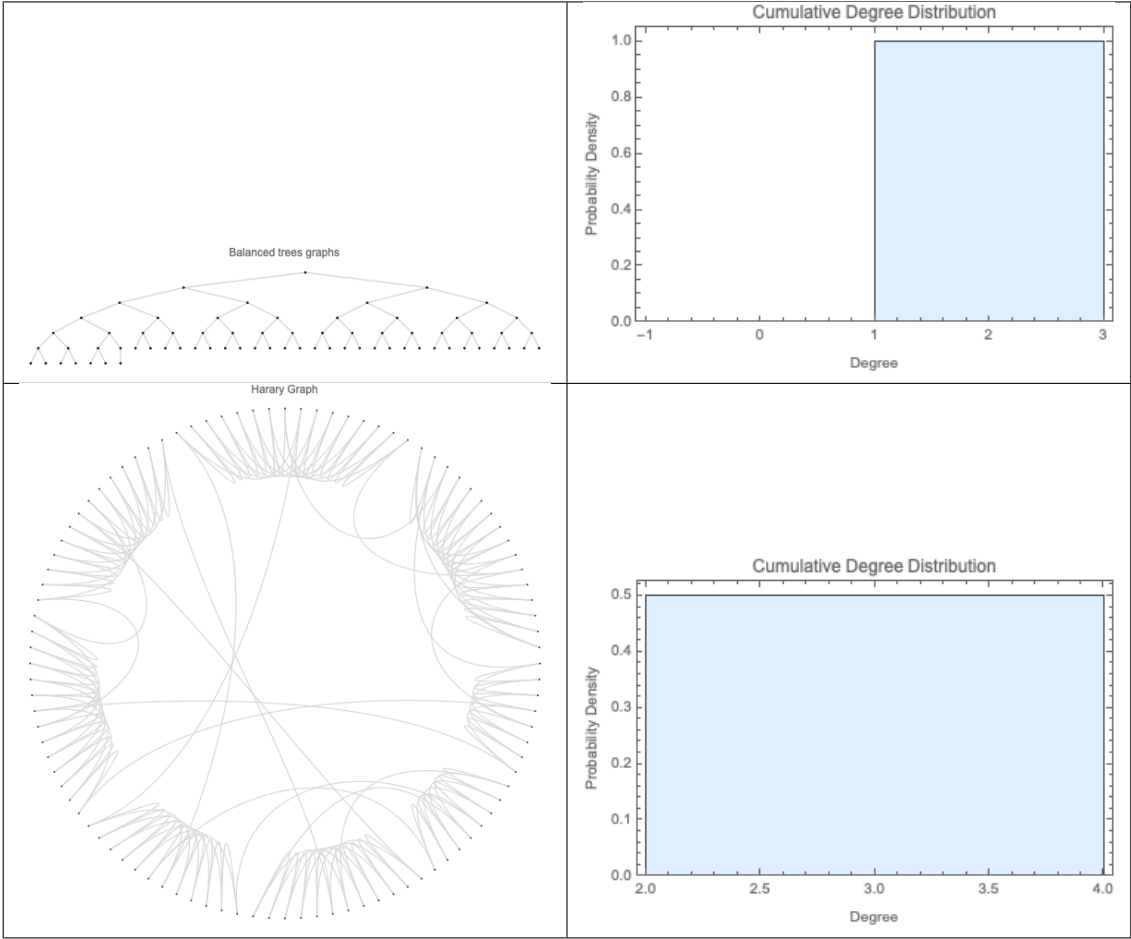 Balanced trees graphs
Cumulative Degree Distribution
Probability Density
1.0
0.8
0.6
0.4
0.2
0.0
−1 0 1 2 3
Degree
Harary Graph
Cumulative Degree Distribution
Probability Density
0.5
0.4
0.3
0.2
0.1
0.0
2.0 2.5 3.0 3.5 4.0
Degree